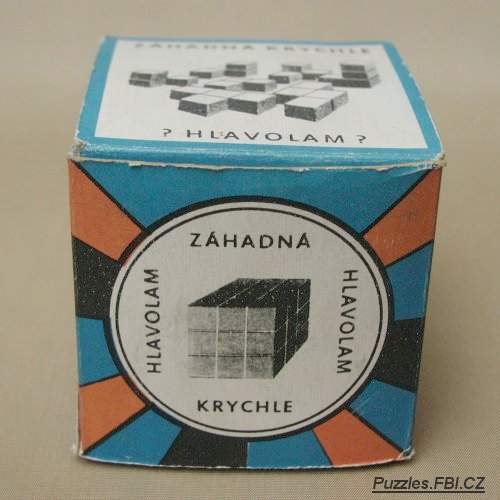 ZÁHADNÁ KRYCHLE
? HLAVOLAM ?
ZÁHADNÁ
HLAVOLAM
HLAVOLAM
KRYCHLE
Puzzles.FBI.CZ